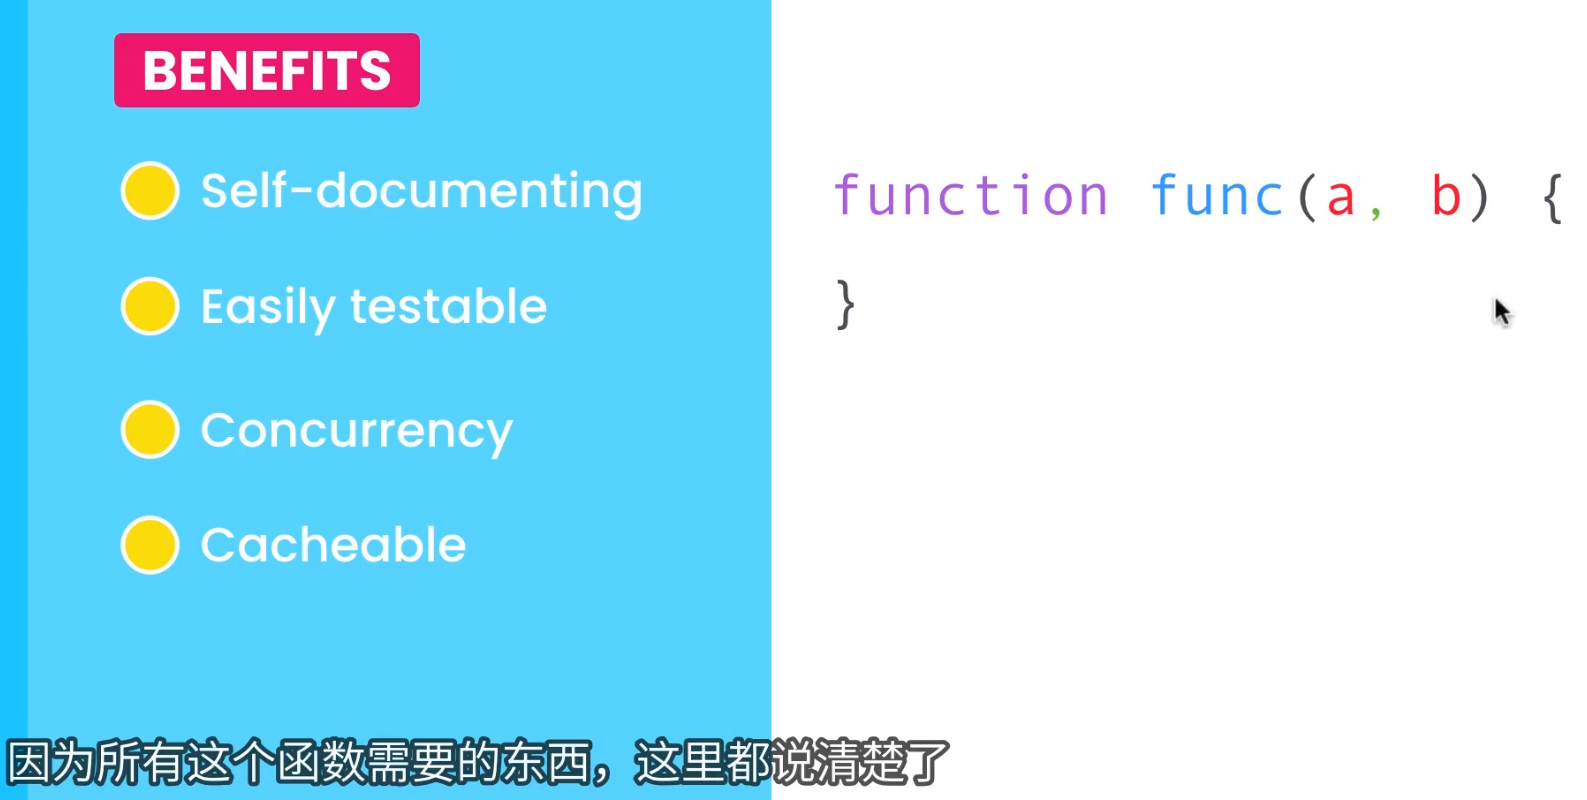 BENEFITS
Self-documenting
Easily testable
Concurrency
Cacheable
function func(a, b) {
}
因为所有这个函数需要的东西，这里都说清楚了